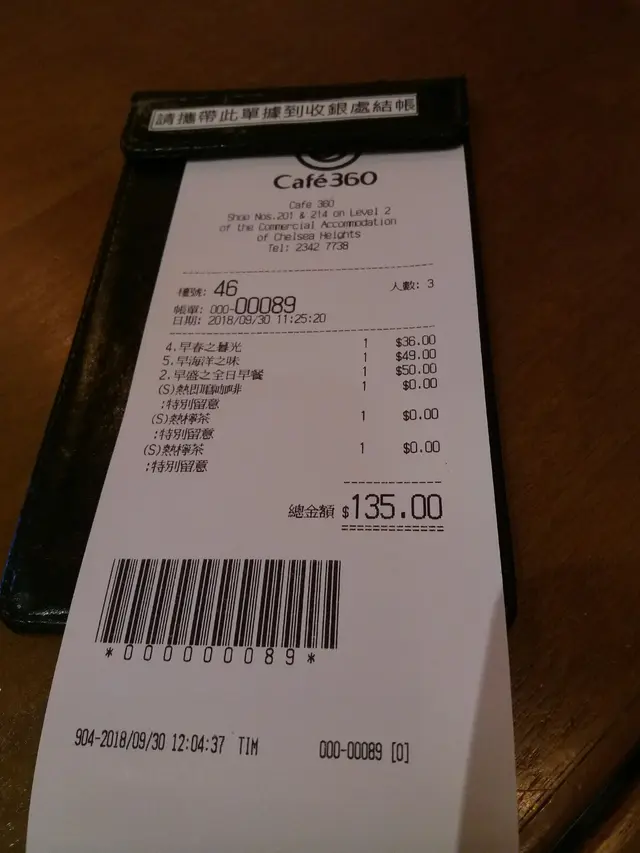 請攜帶此單據到收銀處結帳
Café360
Cafe 360
Shop Nos.201 & 214 on Level 2
of the Commercial Accommodation
of Chelsea Heights
Tel: 2342 7738
檯號: 46 人數: 3
帳單: 000-00089
日期: 2018/09/30 11:25:20
4.早春之暮光 1 $36.00
5.早海洋之味 1 $49.00
2.早盛之全日早餐 1 $50.00
(S)熱即磨咖啡 1 $0.00
:特別留意
(S)熱檸茶 1 $0.00
:特別留意
(S)熱檸茶 1 $0.00
:特別留意
總金額 $135.00
*000000089*
904-2018/09/30 12:04:37 TIM 000-00089 [0]